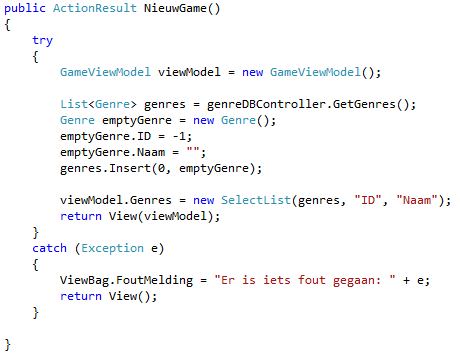 public ActionResult NieuwGame()
{
    try
    {
        GameViewModel viewModel = new GameViewModel();

        List<Genre> genres = genreDBController.GetGenres();
        Genre emptyGenre = new Genre();
        emptyGenre.ID = -1;
        emptyGenre.Naam = "";
        genres.Insert(0, emptyGenre);

        viewModel.Genres = new SelectList(genres, "ID", "Naam");
        return View(viewModel);
    }
    catch (Exception e)
    {
        ViewBag.FoutMelding = "Er is iets fout gegaan: " + e;
        return View();
    }

}